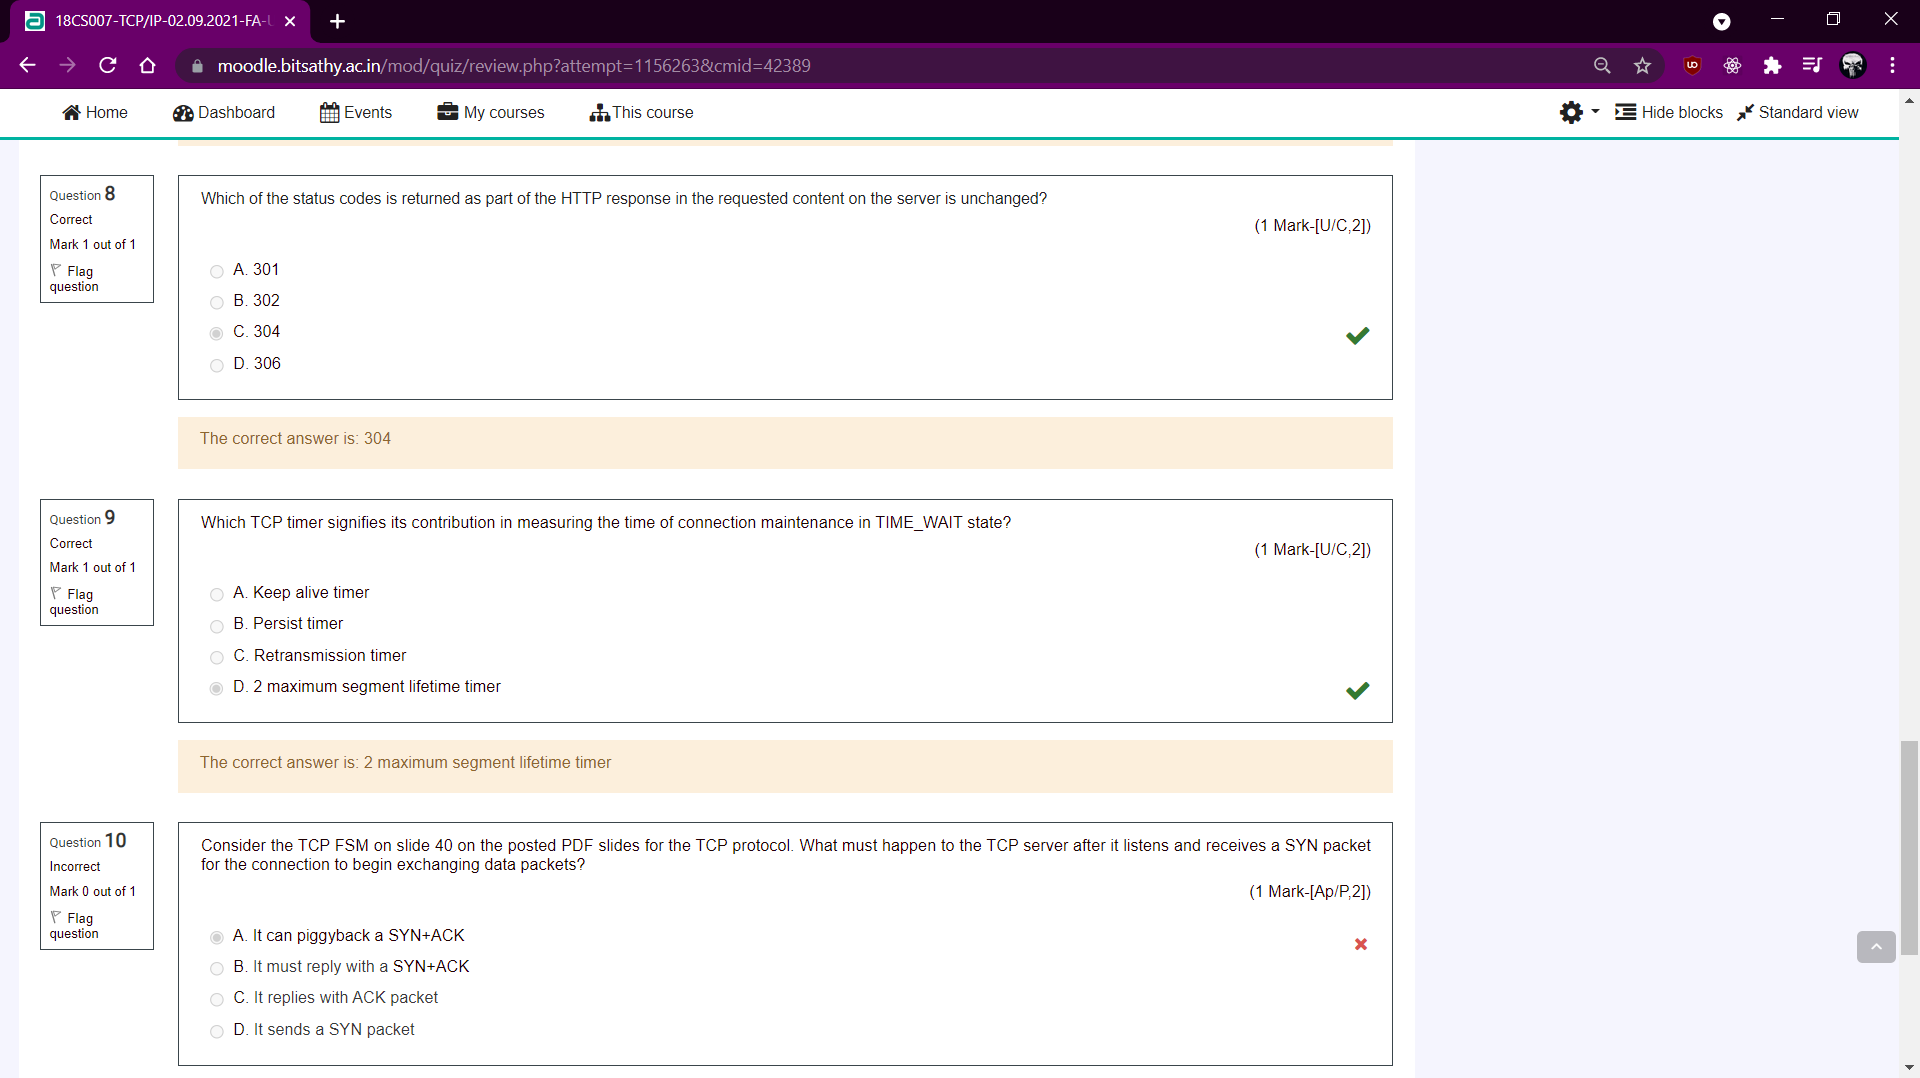 18CS007-TCP/IP-02.09.2021-FA-
moodle.bitsathy.ac.in/mod/quiz/review.php?attempt=1156263&cmid=42389
Home Dashboard Events My courses This course Hide blocks Standard view
Question 8
Correct
Mark 1 out of 1
Flag
question
Which of the status codes is returned as part of the HTTP response in the requested content on the server is unchanged?
(1 Mark-[U/C,2])
A. 301
B. 302
C. 304
D. 306
The correct answer is: 304
Question 9
Correct
Mark 1 out of 1
Flag
question
Which TCP timer signifies its contribution in measuring the time of connection maintenance in TIME_WAIT state?
(1 Mark-[U/C,2])
A. Keep alive timer
B. Persist timer
C. Retransmission timer
D. 2 maximum segment lifetime timer
The correct answer is: 2 maximum segment lifetime timer
Question 10
Incorrect
Mark 0 out of 1
Flag
question
Consider the TCP FSM on slide 40 on the posted PDF slides for the TCP protocol. What must happen to the TCP server after it listens and receives a SYN packet
for the connection to begin exchanging data packets?
(1 Mark-[Ap/P,2])
A. It can piggyback a SYN+ACK
B. It must reply with a SYN+ACK
C. It replies with ACK packet
D. It sends a SYN packet